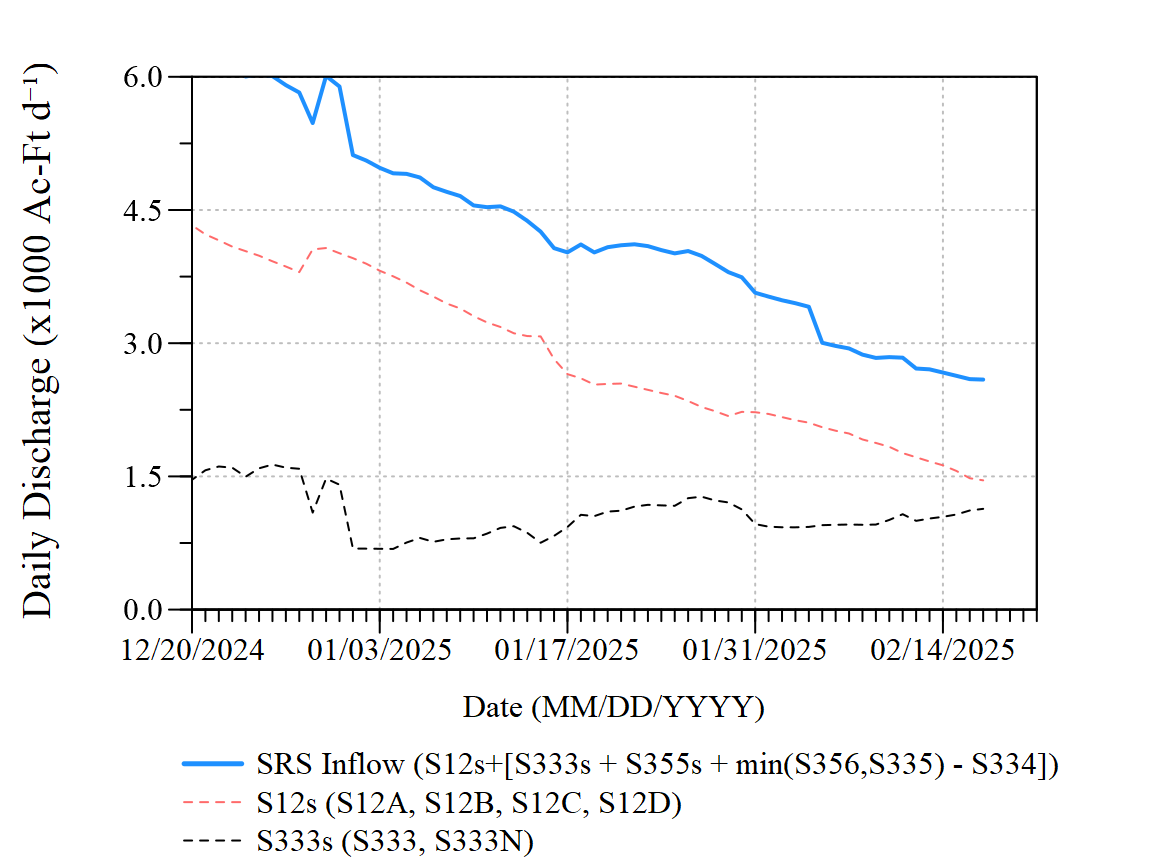 Daily Discharge (x1000 Ac-Ft d⁻¹)
6.0
4.5
3.0
1.5
0.0
12/20/2024 01/03/2025 01/17/2025 01/31/2025 02/14/2025
Date (MM/DD/YYYY)
SRS Inflow (S12s+[S333s + S355s + min(S356,S335) - S334])
S12s (S12A, S12B, S12C, S12D)
S333s (S333, S333N)